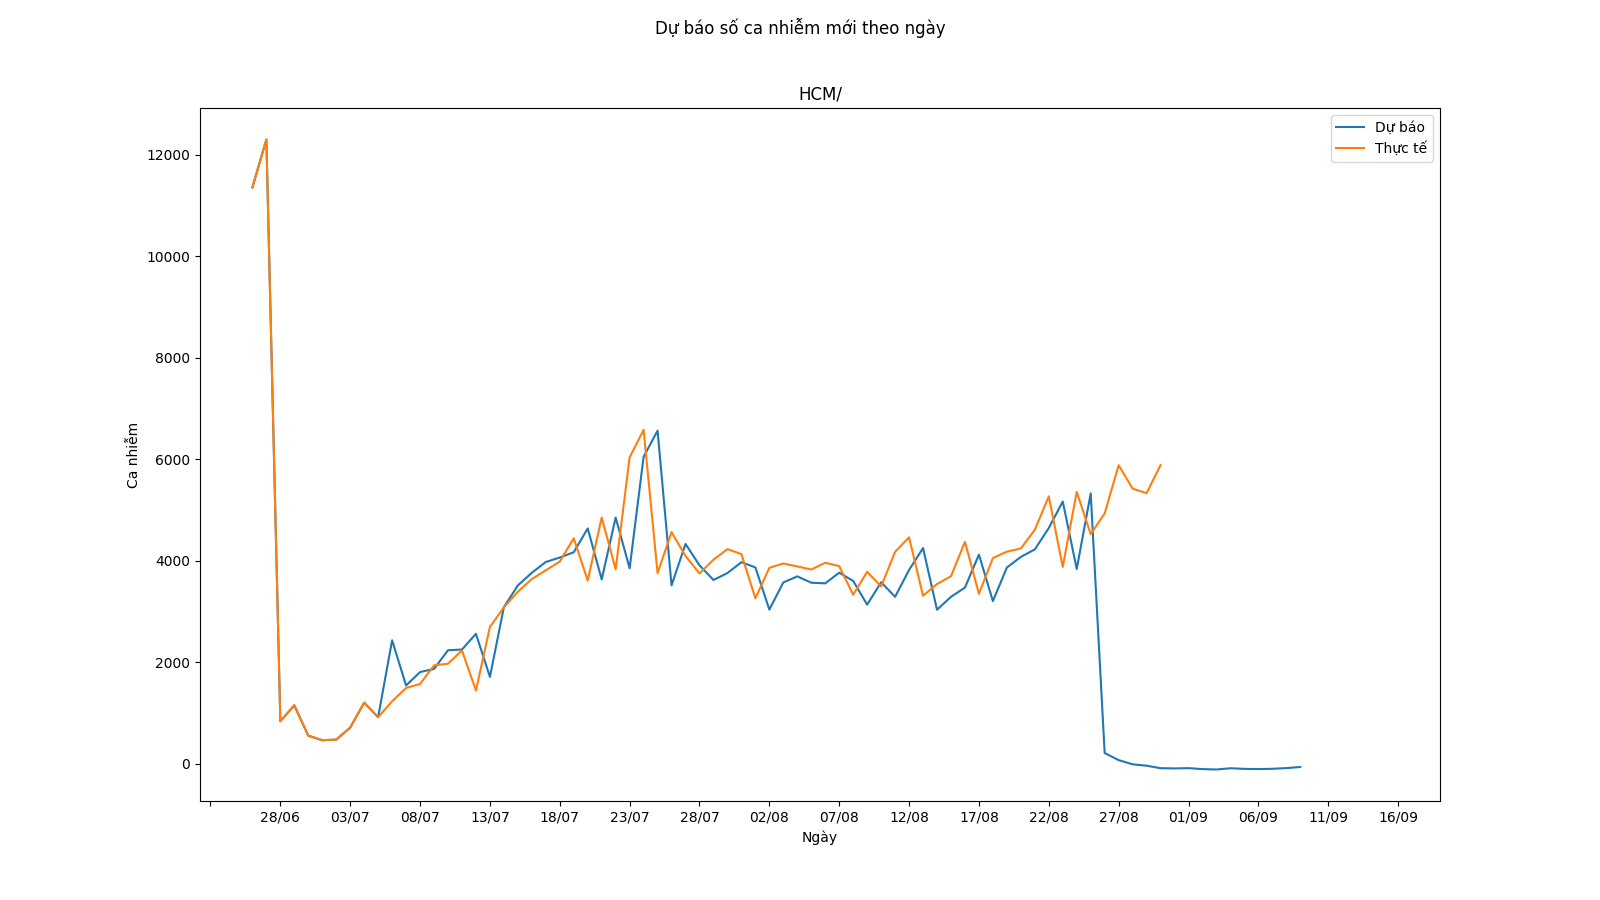 Dự báo số ca nhiễm mới theo ngày
HCM/
Dự báo
Thực tế
12000
10000
8000
6000
4000
2000
0
Ca nhiễm
28/06 03/07 08/07 13/07 18/07 23/07 28/07 02/08 07/08 12/08 17/08 22/08 27/08 01/09 06/09 11/09 16/09
Ngày